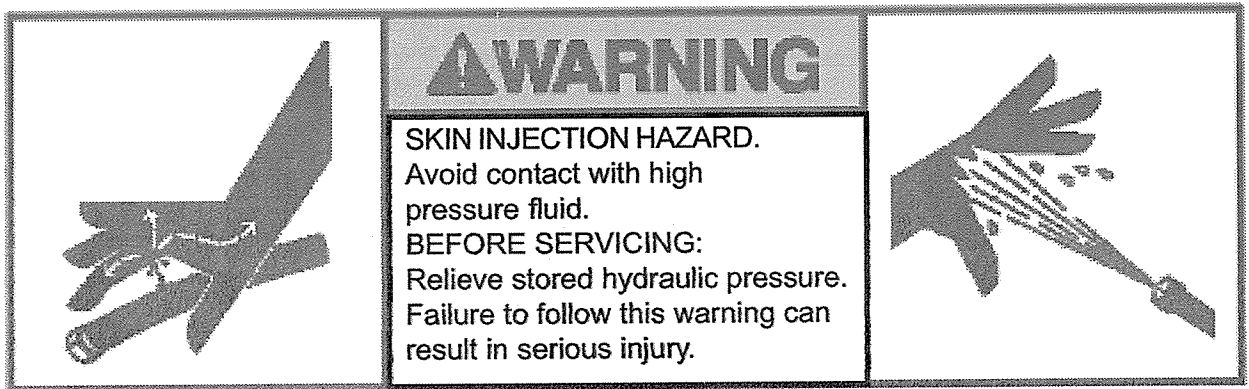 WARNING
SKIN INJECTION HAZARD.
Avoid contact with high
pressure fluid.
BEFORE SERVICING:
Relieve stored hydraulic pressure.
Failure to follow this warning can
result in serious injury.